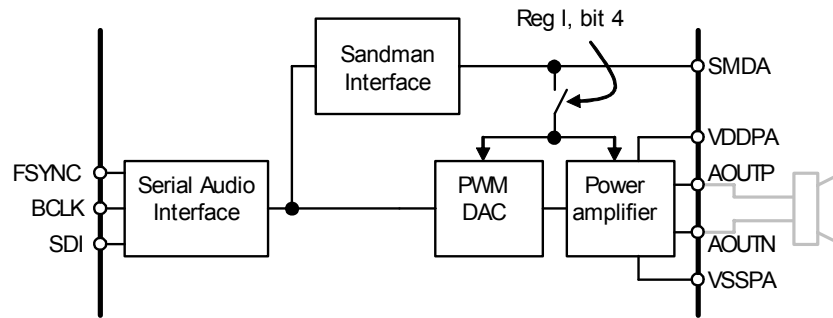 Reg I, bit 4
Sandman
Interface
SMDA
VDDPA
FSYNC
BCLK
SDI
Serial Audio
Interface
PWM
DAC
Power
amplifier
AOUTP
AOUTN
VSSPA